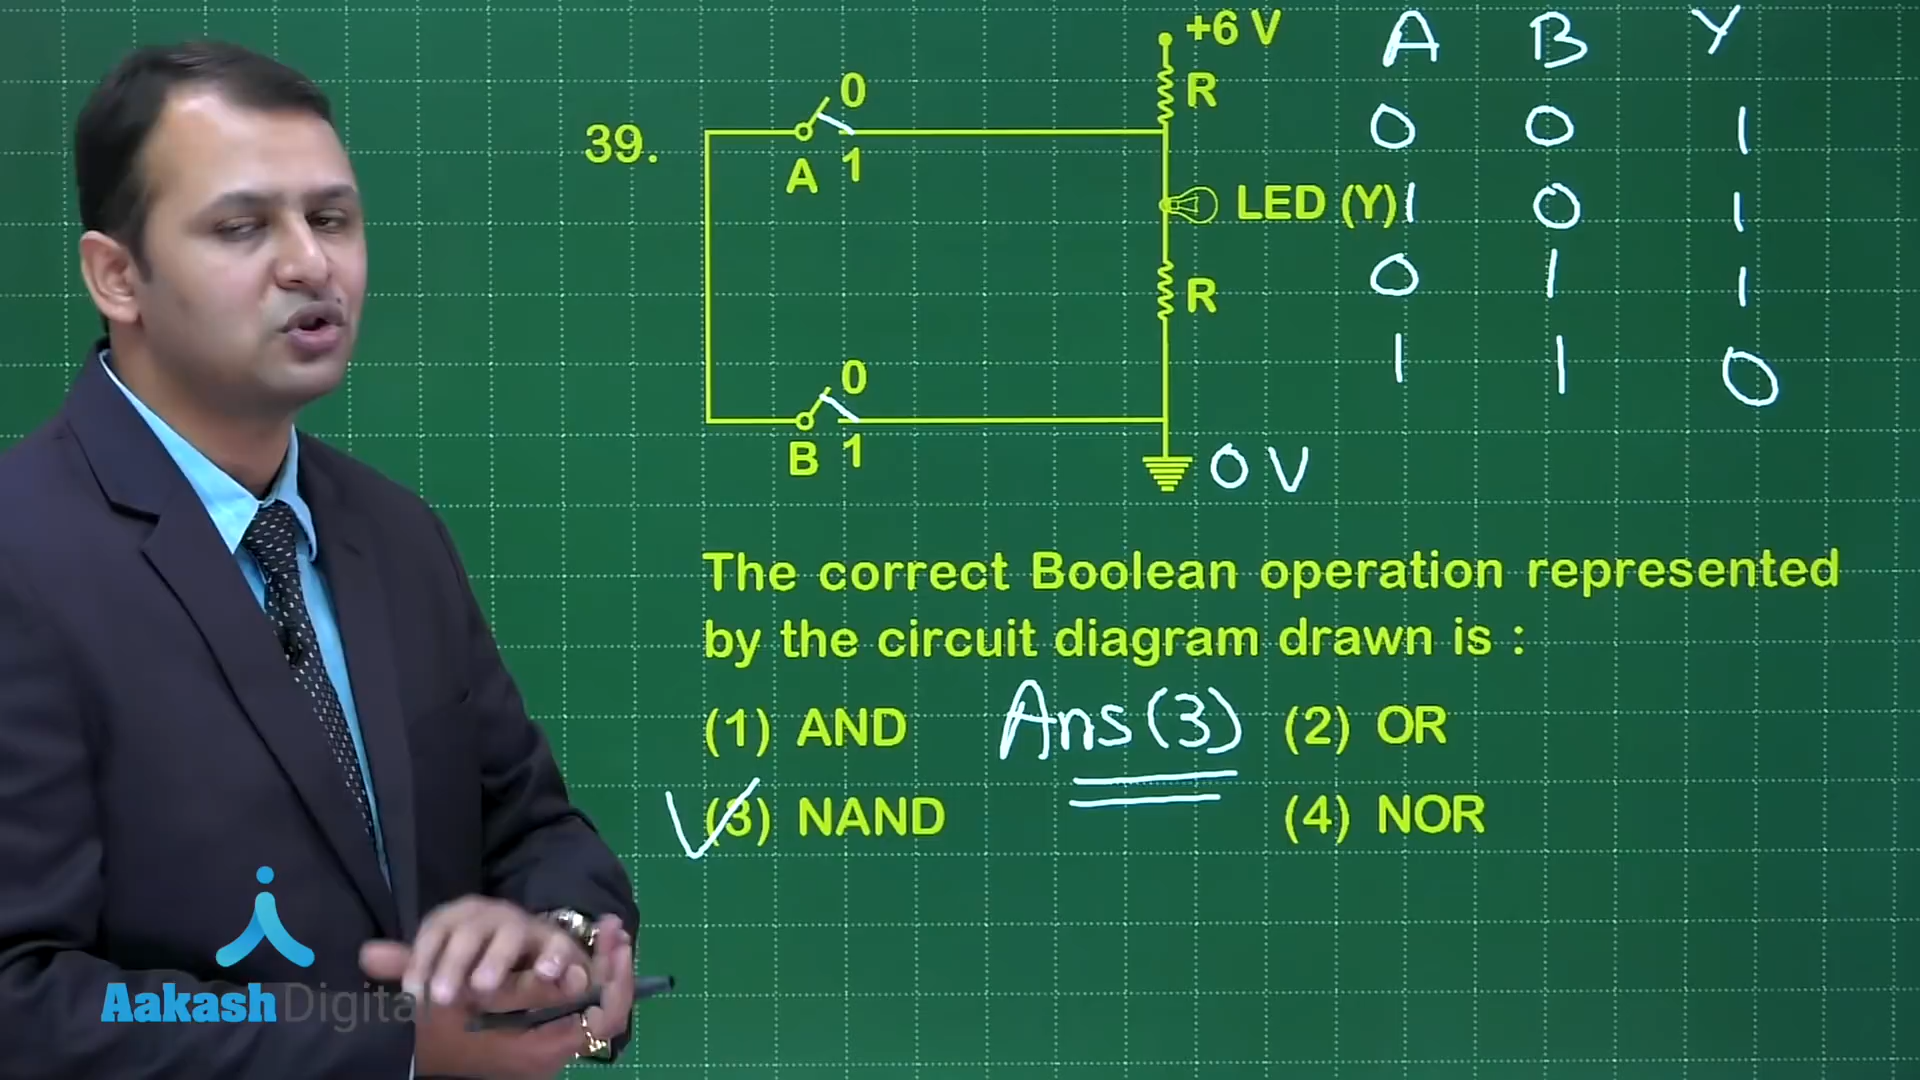 +6 V
A B Y
39.
0
R
A 1
0 0 1
LED (Y)
1 0 1
R
0 1 1
0
B 1
1 1 0
0 V
The correct Boolean operation represented
by the circuit diagram drawn is :
(1) AND
Ans (3)
(2) OR
(3) NAND
(4) NOR
Aakash Digital